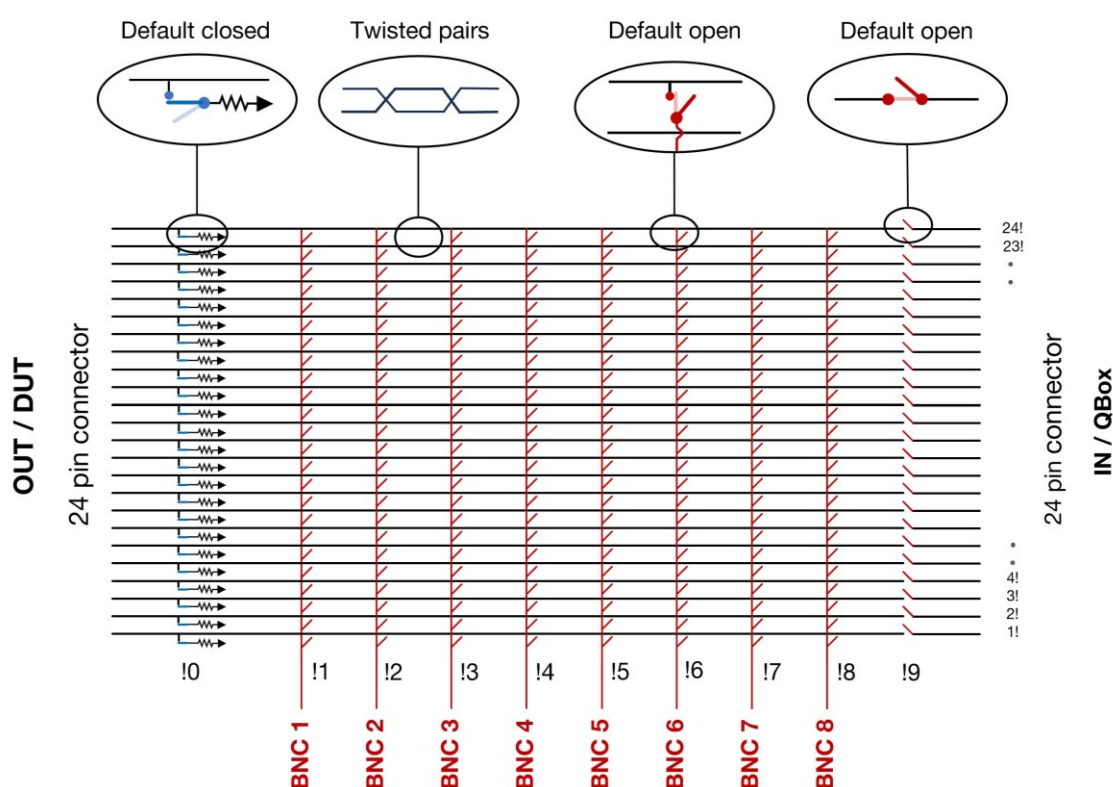 Default closed
Twisted pairs
Default open
Default open
24!
23!
4!
3!
2!
1!
OUT / DUT
24 pin connector
24 pin connector
IN / QBox
!0
!1
!2
!3
!4
!5
!6
!7
!8
!9
BNC 1
BNC 2
BNC 3
BNC 4
BNC 5
BNC 6
BNC 7
BNC 8